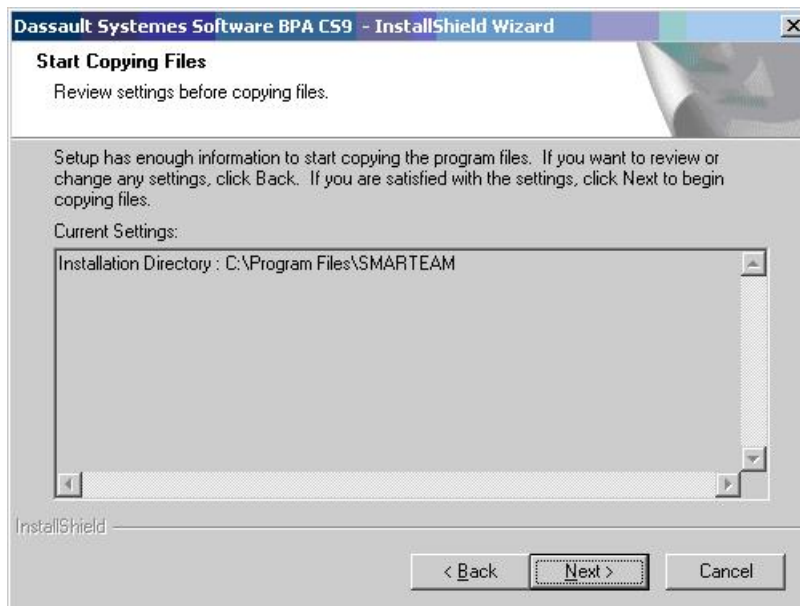 Dassault Systemes Software BPA CS9 - InstallShield Wizard
Start Copying Files
Review settings before copying files.
Setup has enough information to start copying the program files. If you want to review or
change any settings, click Back. If you are satisfied with the settings, click Next to begin
copying files.
Current Settings:
Installation Directory : C:\Program Files\SMARTEAM
InstallShield
< Back
Next >
Cancel